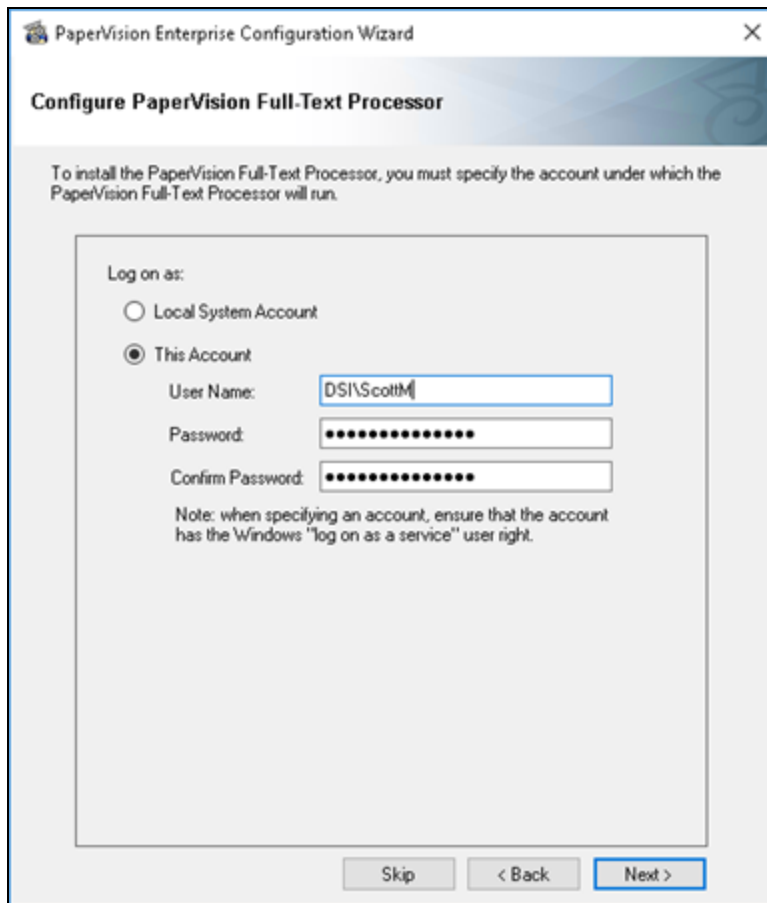 PaperVision Enterprise Configuration Wizard
Configure PaperVision Full-Text Processor
To install the PaperVision Full-Text Processor, you must specify the account under which the
PaperVision Full-Text Processor will run.
Log on as:
Local System Account
This Account
User Name: DSI\ScottM
Password: ●●●●●●●●●●●●●●
Confirm Password: ●●●●●●●●●●●●●●
Note: when specifying an account, ensure that the account
has the Windows "log on as a service" user right.
Skip < Back Next >